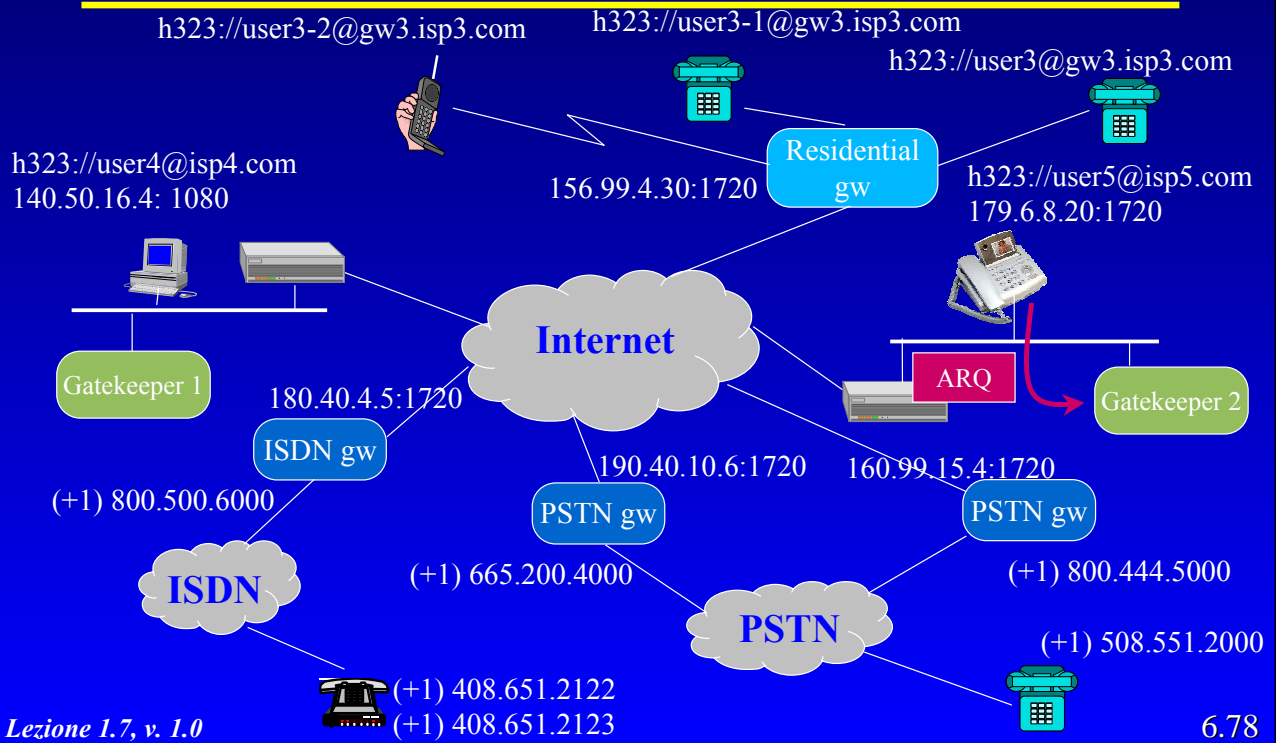 h323://user3-2@gw3.isp3.com
h323://user3-1@gw3.isp3.com
h323://user3@gw3.isp3.com
Residential
gw
156.99.4.30:1720
h323://user4@isp4.com
140.50.16.4: 1080
h323://user5@isp5.com
179.6.8.20:1720
Internet
Gatekeeper 1
ARQ
Gatekeeper 2
180.40.4.5:1720
ISDN gw
190.40.10.6:1720
160.99.15.4:1720
(+1) 800.500.6000
PSTN gw
PSTN gw
(+1) 665.200.4000
(+1) 800.444.5000
ISDN
PSTN
(+1) 508.551.2000
(+1) 408.651.2122
(+1) 408.651.2123
Lezione 1.7, v. 1.0
6.78